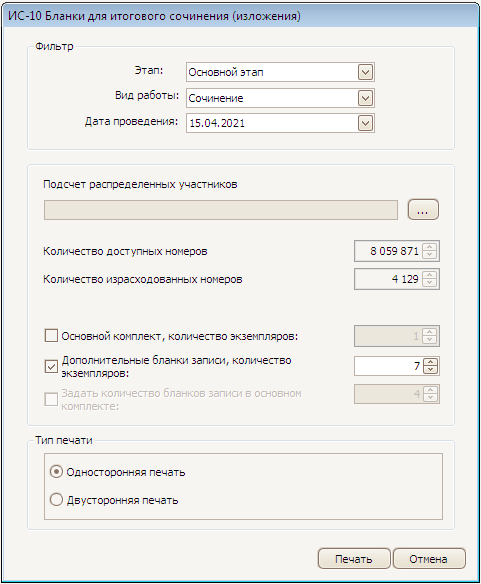 ИС-10 Бланки для итогового сочинения (изложения)
Фильтр
Этап: Основной этап
Вид работы: Сочинение
Дата проведения: 15.04.2021
Подсчет распределенных участников
...
Количество доступных номеров 8 059 871
Количество израсходованных номеров 4 129
Основной комплект, количество экземпляров: 1
Дополнительные бланки записи, количество
экземпляров: 7
Задать количество бланков записи в основном
комплекте: 4
Тип печати
Односторонняя печать
Двусторонняя печать
Печать Отмена